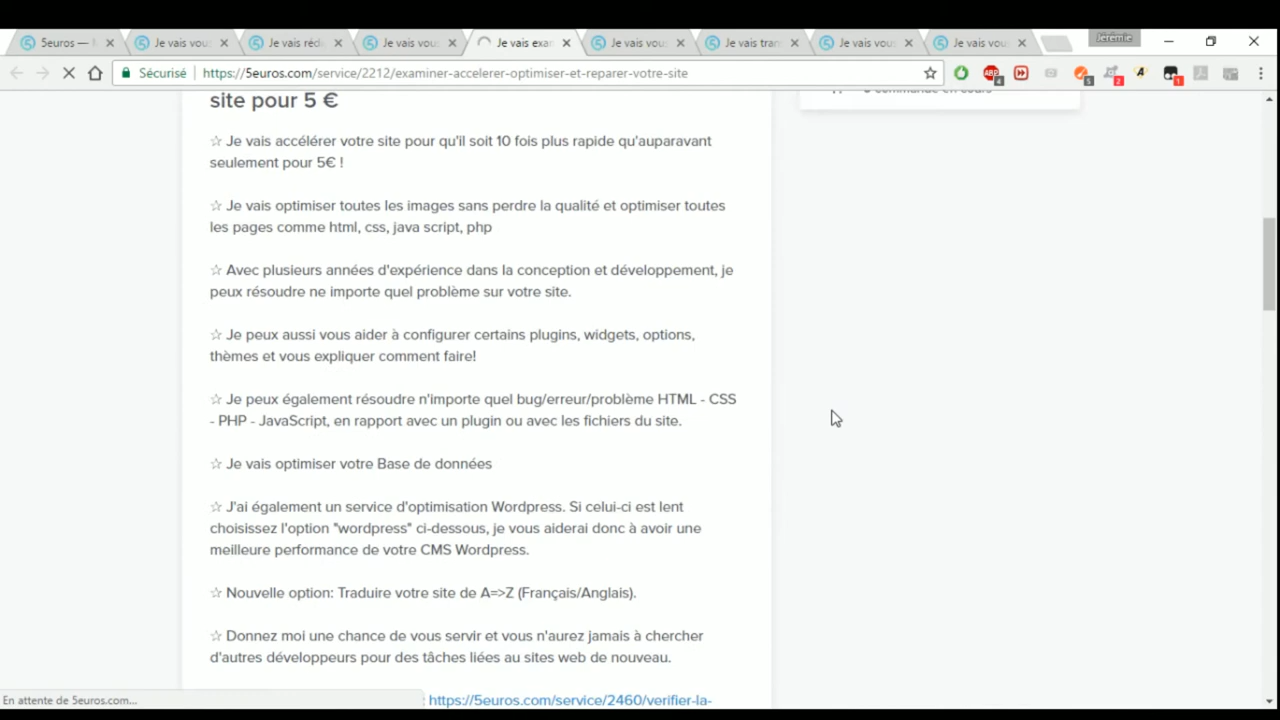 5euros —
Je vais vou
Je vais réd
Je vais vou
Je vais exa
Je vais vou
Je vais tra
Je vais vou
Je vais vou
Jérémie
Sécurisé
https://5euros.com/service/2212/examiner-accelerer-optimiser-et-reparer-votre-site
ABP
4
5
2
A
1
site pour 5 €
commande en cours
☆ Je vais accélérer votre site pour qu'il soit 10 fois plus rapide qu'auparavant
seulement pour 5€ !
☆ Je vais optimiser toutes les images sans perdre la qualité et optimiser toutes
les pages comme html, css, java script, php
☆ Avec plusieurs années d'expérience dans la conception et développement, je
peux résoudre ne importe quel problème sur votre site.
☆ Je peux aussi vous aider à configurer certains plugins, widgets, options,
thèmes et vous expliquer comment faire!
☆ Je peux également résoudre n'importe quel bug/erreur/problème HTML - CSS
- PHP - JavaScript, en rapport avec un plugin ou avec les fichiers du site.
☆ Je vais optimiser votre Base de données
☆ J'ai également un service d'optimisation Wordpress. Si celui-ci est lent
choisissez l'option "wordpress" ci-dessous, je vous aiderai donc à avoir une
meilleure performance de votre CMS Wordpress.
☆ Nouvelle option: Traduire votre site de A=>Z (Français/Anglais).
☆ Donnez moi une chance de vous servir et vous n'aurez jamais à chercher
d'autres développeurs pour des tâches liées au sites web de nouveau.
: https://5euros.com/service/2460/verifier-la-
En attente de 5euros.com...